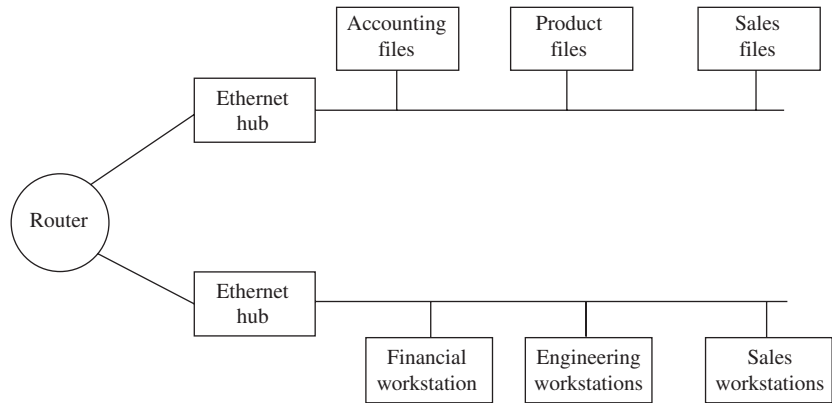 Accounting
files
Product
files
Sales
files
Ethernet
hub
Router
Ethernet
hub
Financial
workstation
Engineering
workstations
Sales
workstations